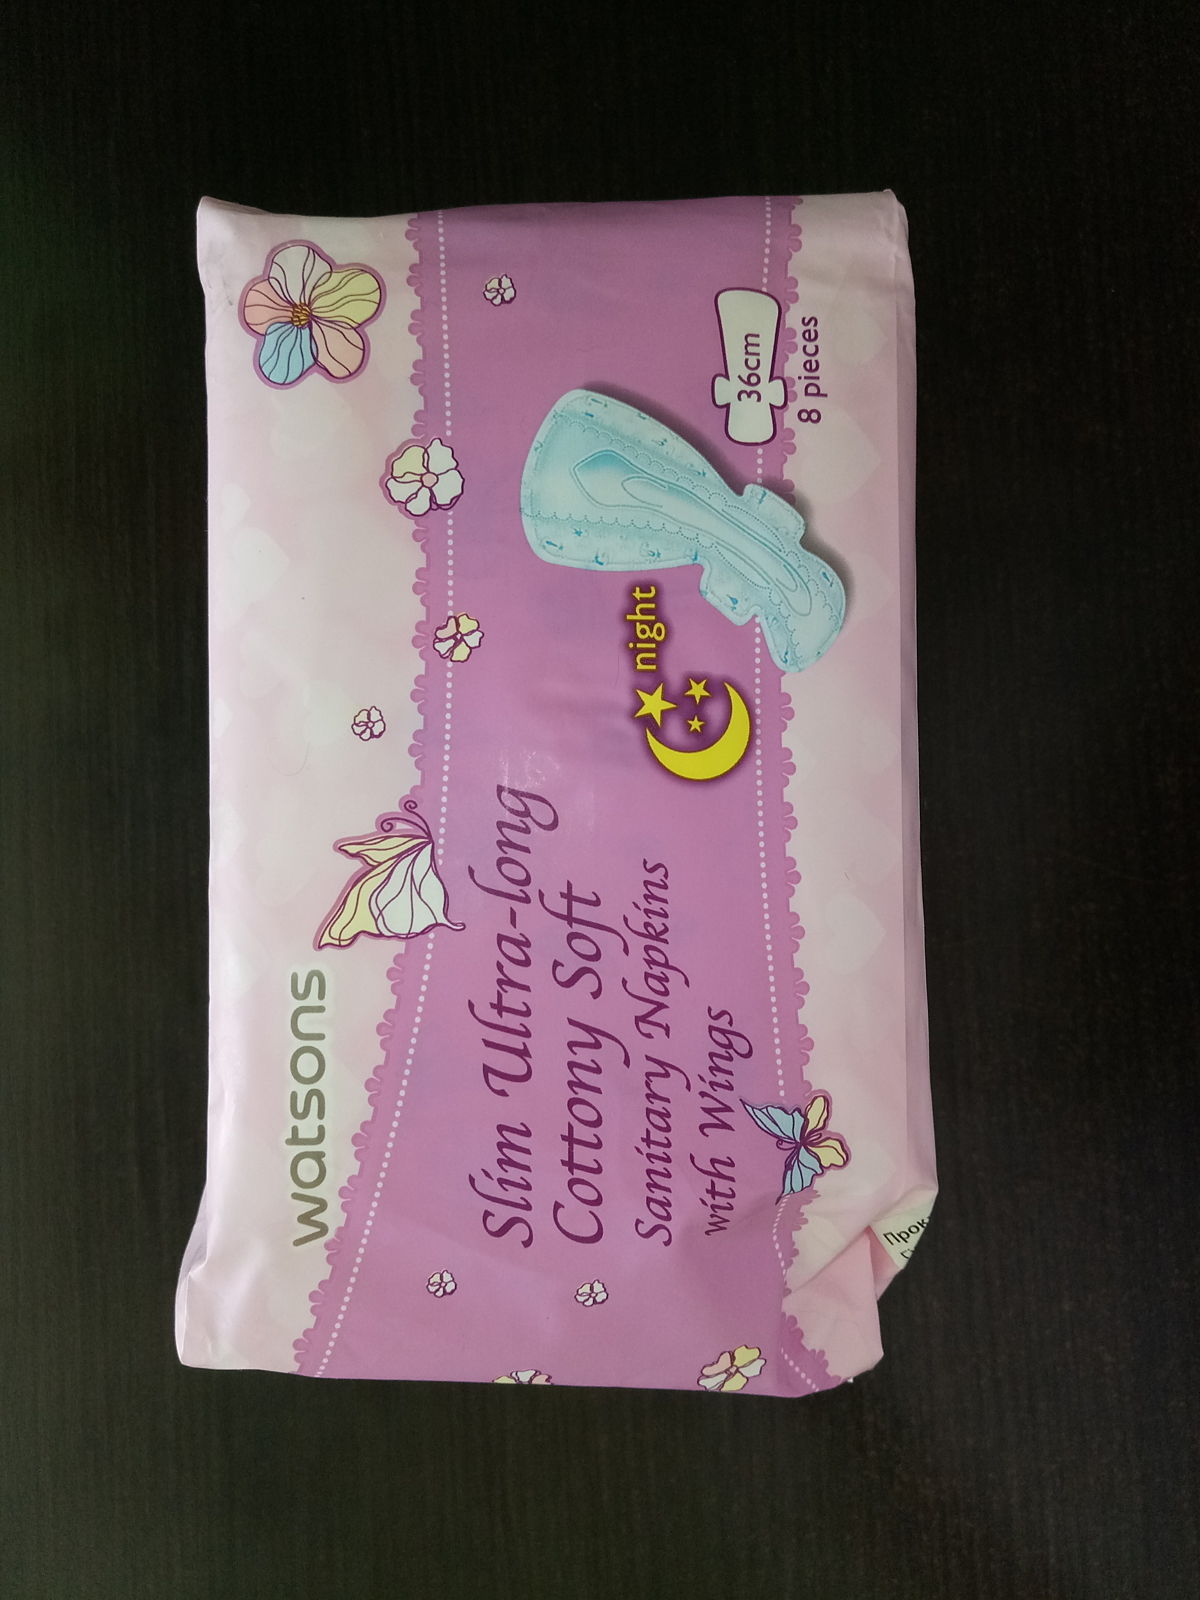 watsons
Slim Ultra-long
Cottony Soft
Sanitary Napkins
with Wings
night
36cm
8 pieces